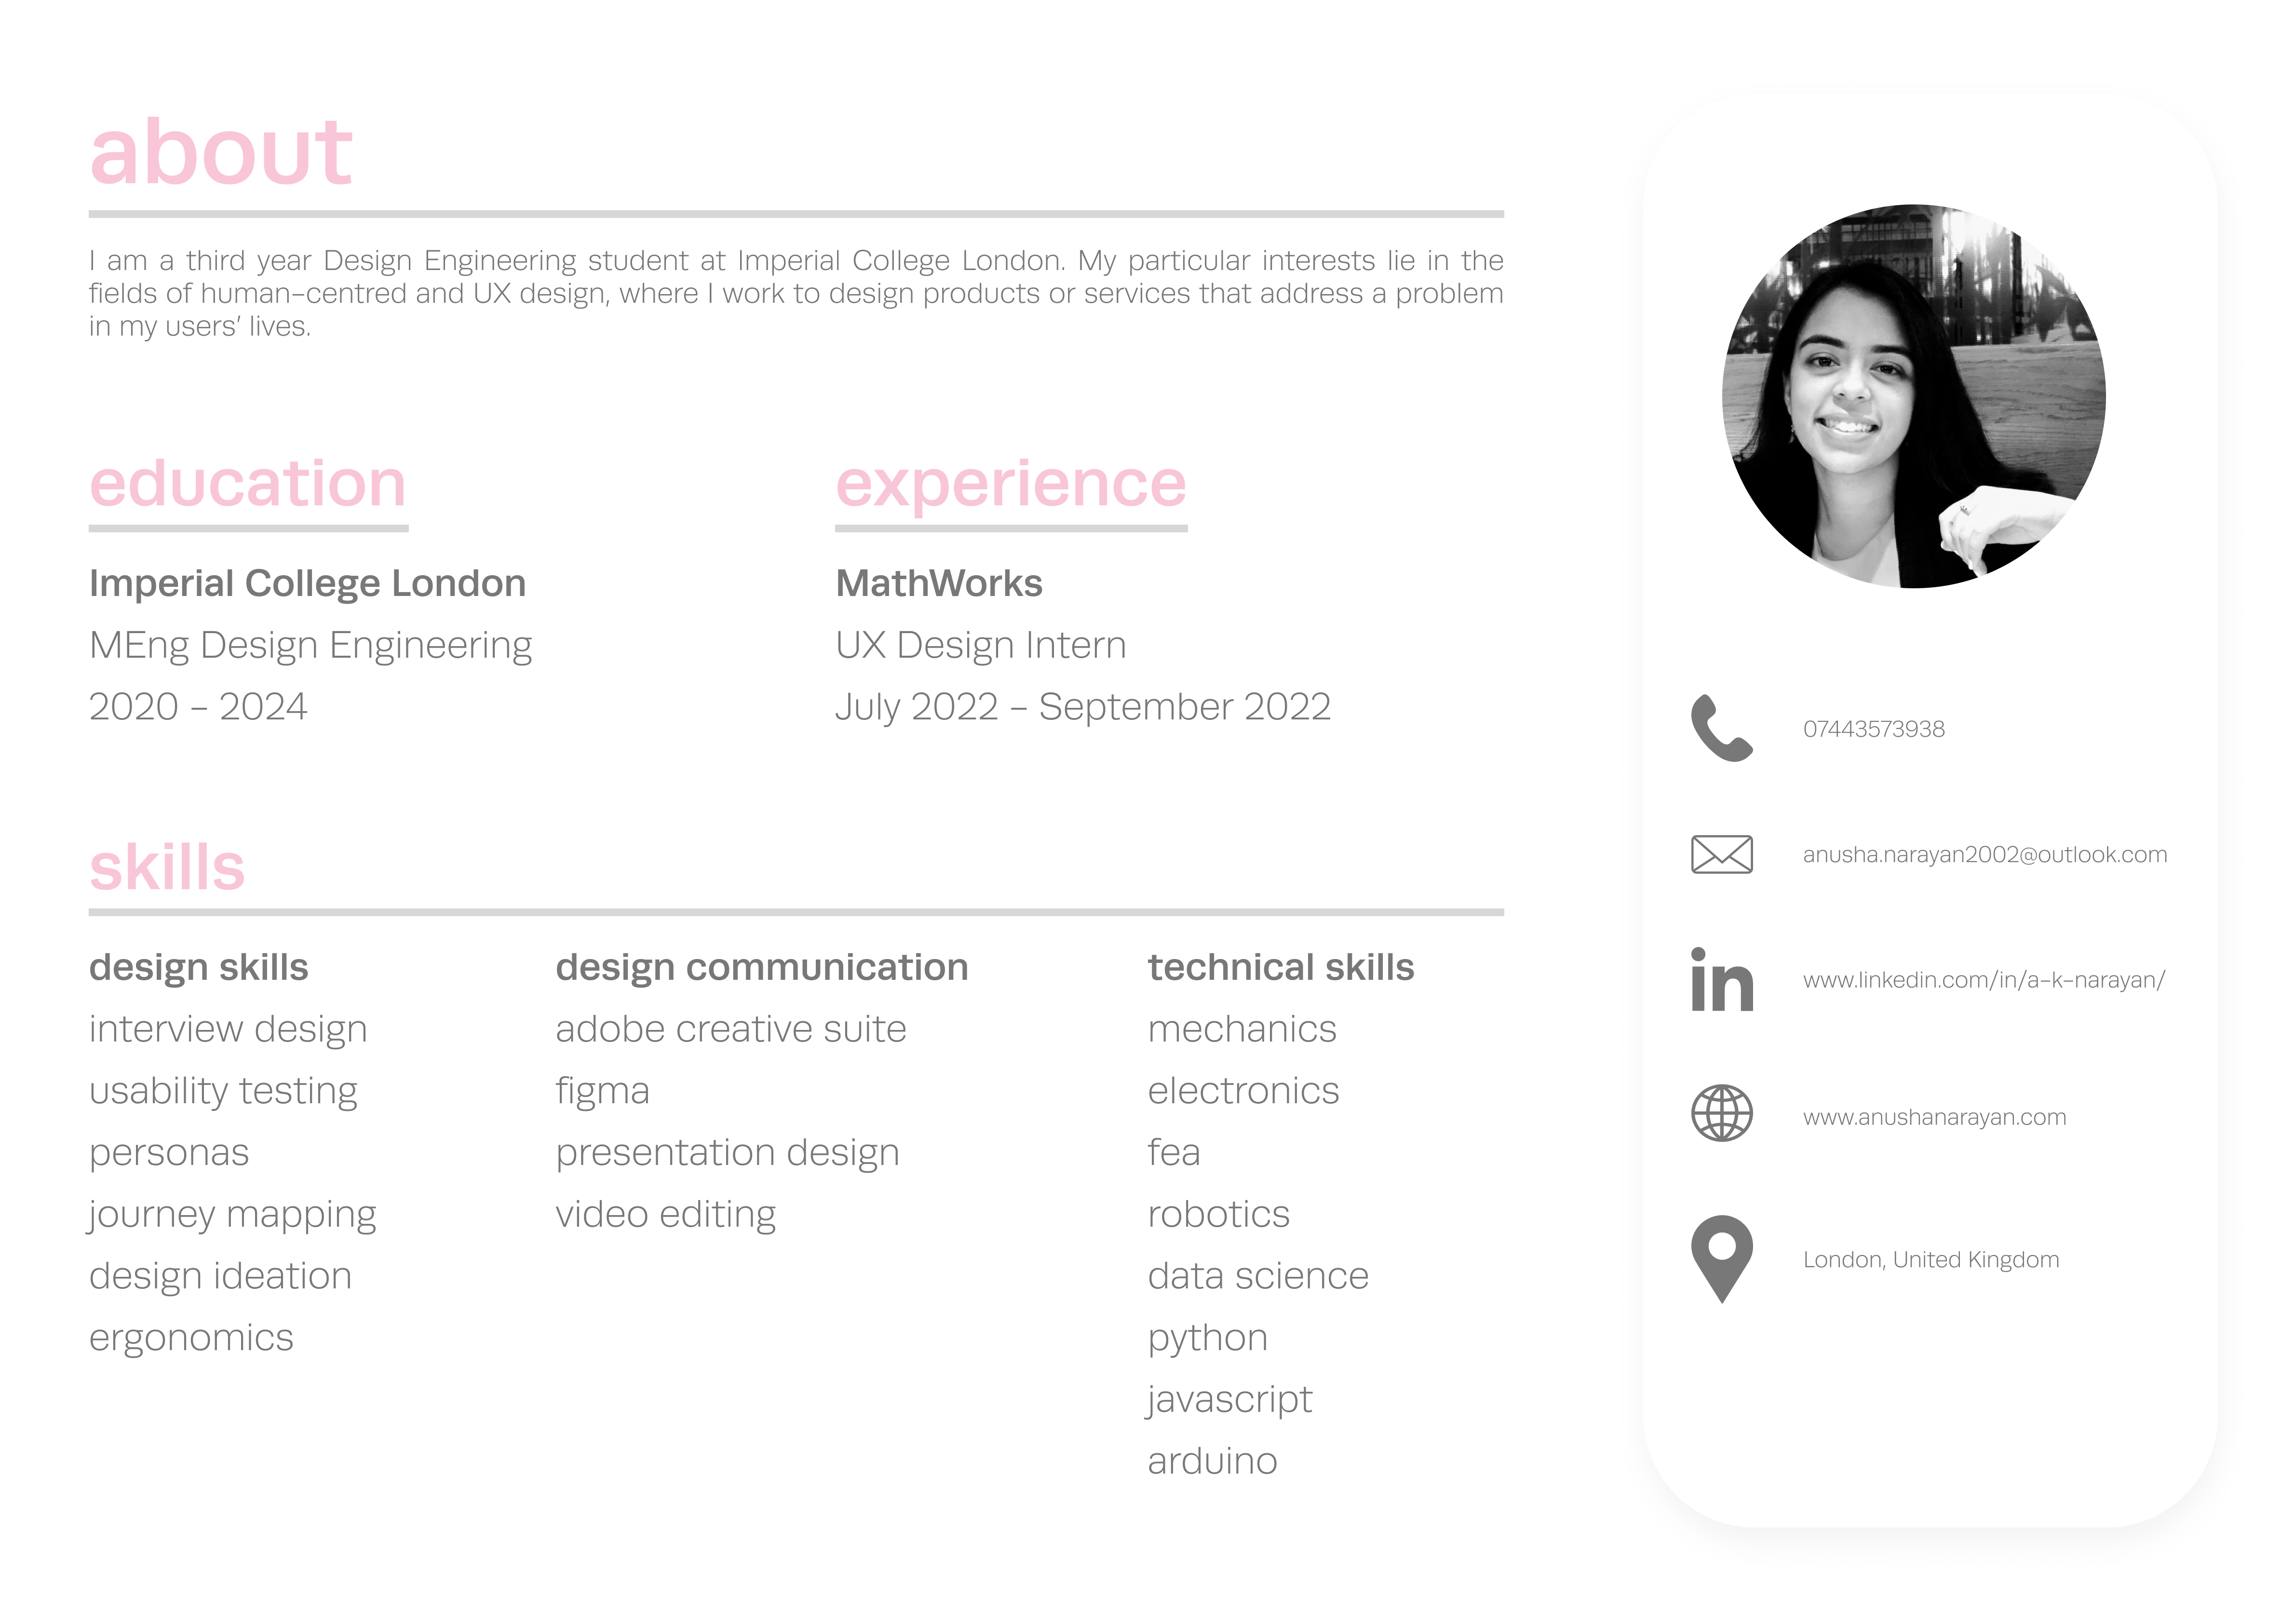 about
I am a third year Design Engineering student at Imperial College London. My particular interests lie in the
fields of human-centred and UX design, where I work to design products or services that address a problem
in my users' lives.
education
Imperial College London
MEng Design Engineering
2020 - 2024
experience
MathWorks
UX Design Intern
July 2022 - September 2022
skills
design skills
interview design
usability testing
personas
journey mapping
design ideation
ergonomics
design communication
adobe creative suite
figma
presentation design
video editing
technical skills
mechanics
electronics
fea
robotics
data science
python
javascript
arduino
07443573938
anusha.narayan2002@outlook.com
in
www.linkedin.com/in/a-k-narayan/
www.anushanarayan.com
London, United Kingdom